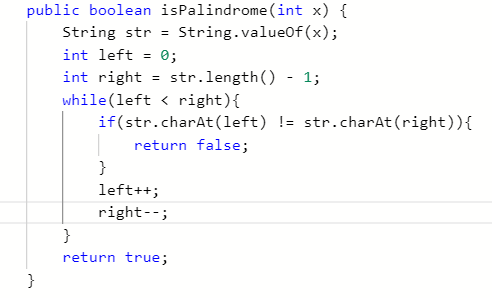 public boolean isPalindrome(int x) {
    String str = String.valueOf(x);
    int left = 0;
    int right = str.length() - 1;
    while(left < right){
        if(str.charAt(left) != str.charAt(right)){
            return false;
        }
        left++;
        right--;
    }
    return true;
}